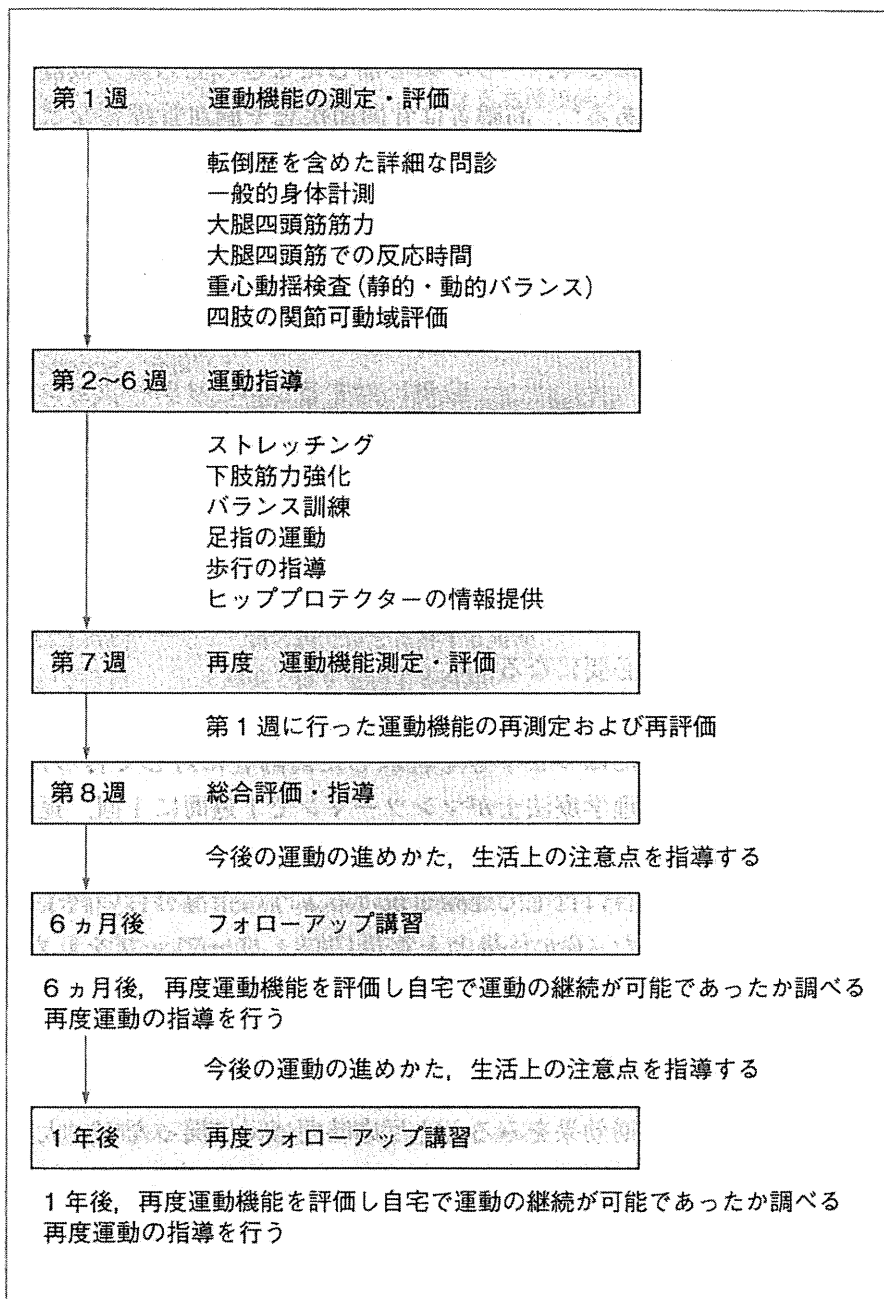 第1週 運動機能の測定・評価
転倒歴を含めた詳細な問診
一般的身体計測
大腿四頭筋筋力
大腿四頭筋での反応時間
重心動揺検査(静的・動的バランス)
四肢の関節可動域評価
第2~6週 運動指導
ストレッチング
下肢筋力強化
バランス訓練
足指の運動
歩行の指導
ヒッププロテクターの情報提供
第7週 再度 運動機能測定・評価
第1週に行った運動機能の再測定および再評価
第8週 総合評価・指導
今後の運動の進めかた,生活上の注意点を指導する
6ヵ月後 フォローアップ講習
6ヵ月後,再度運動機能を評価し自宅で運動の継続が可能であったか調べる
再度運動の指導を行う
今後の運動の進めかた,生活上の注意点を指導する
1年後 再度フォローアップ講習
1年後,再度運動機能を評価し自宅で運動の継続が可能であったか調べる
再度運動の指導を行う